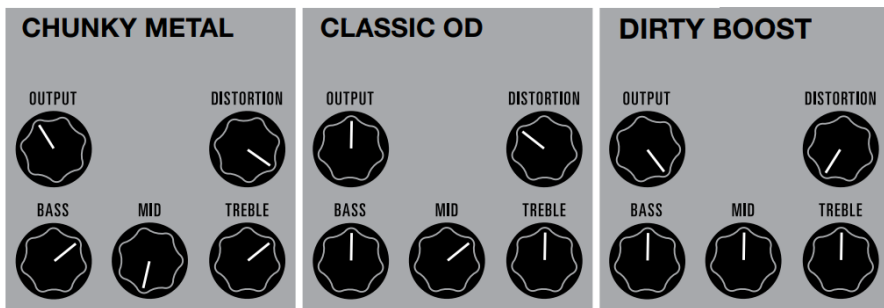 CHUNKY METAL
OUTPUT DISTORTION
BASS MID TREBLE
CLASSIC OD
OUTPUT DISTORTION
BASS MID TREBLE
DIRTY BOOST
OUTPUT DISTORTION
BASS MID TREBLE